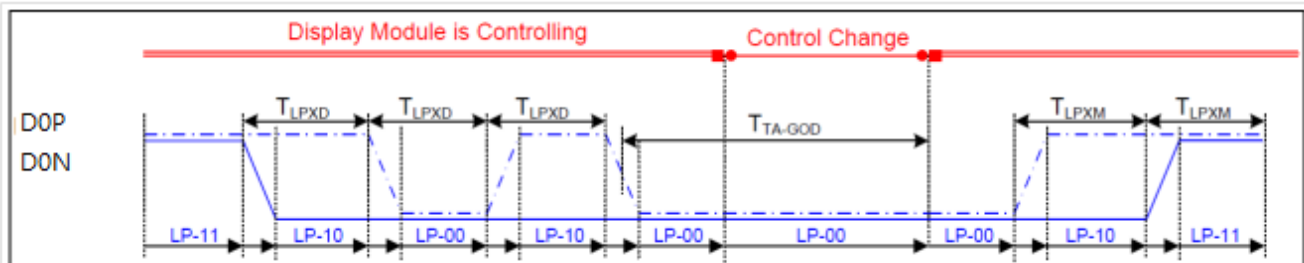 Display Module is Controlling Control Change
TLPXD TLPXD TLPXD TTA-GOD TLPXM TLPXM
D0P
D0N
LP-11 LP-10 LP-00 LP-10 LP-00 LP-00 LP-00 LP-10 LP-11